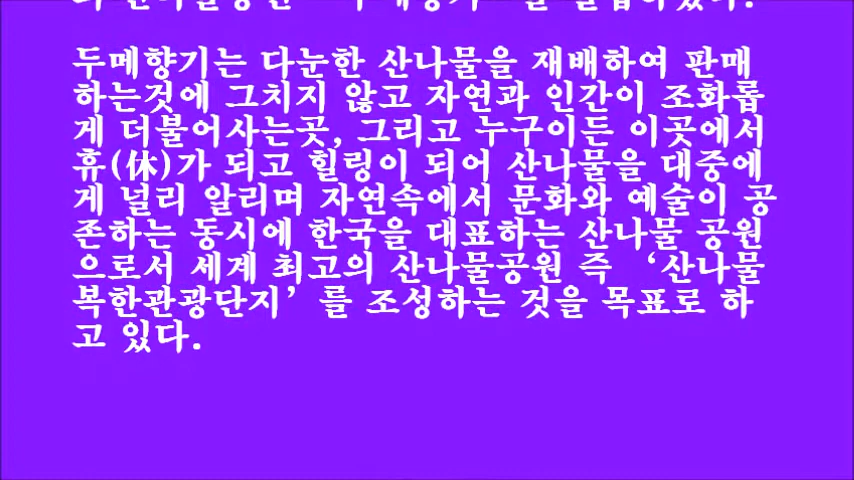 두메향기는 다눈한 산나물을 재배하여 판매
하는것에 그치지 않고 자연과 인간이 조화롭
게 더불어사는곳, 그리고 누구이든 이곳에서
휴(休)가 되고 힐링이 되어 산나물을 대중에
게 널리 알리며 자연속에서 문화와 예술이 공
존하는 동시에 한국을 대표하는 산나물 공원
으로서 세계 최고의 산나물공원 즉 ‘산나물
복한관광단지’를 조성하는 것을 목표로 하
고 있다.